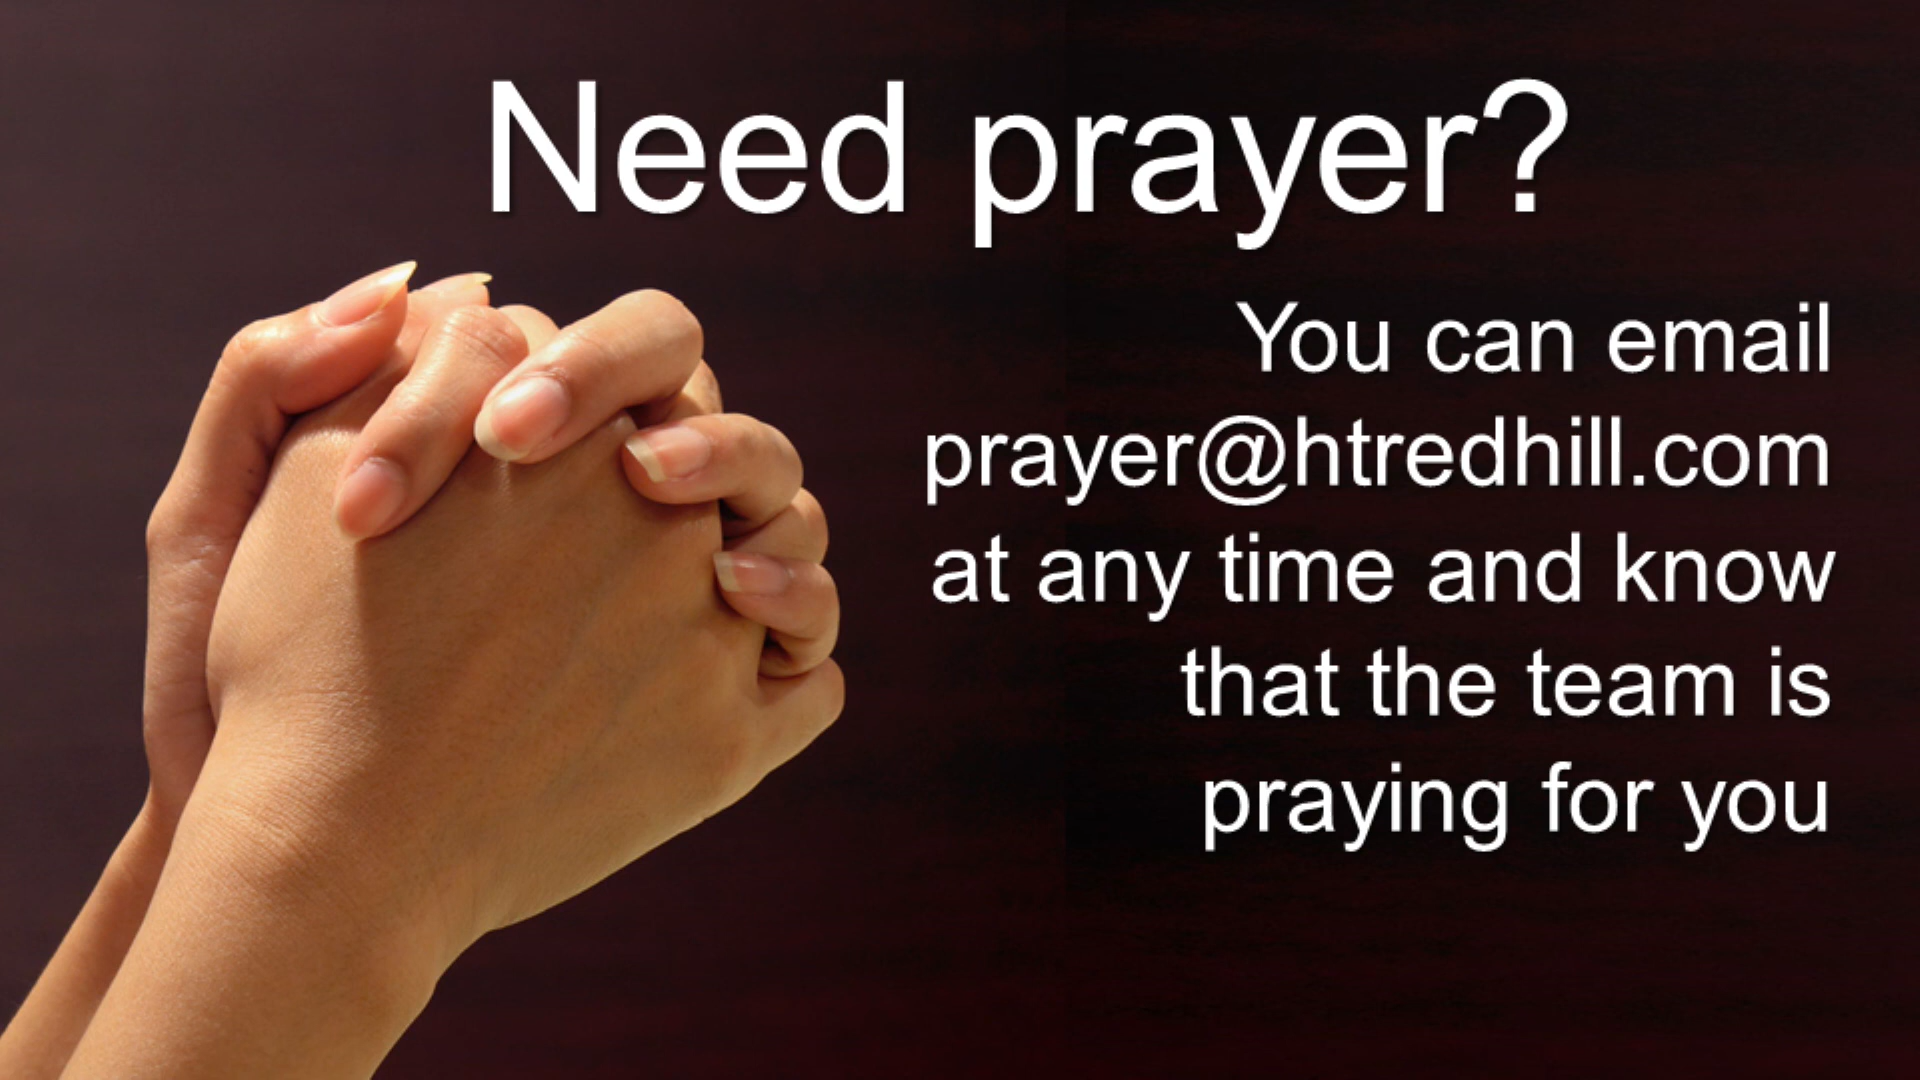 Need prayer?
You can email
prayer@htredhill.com
at any time and know
that the team is
praying for you